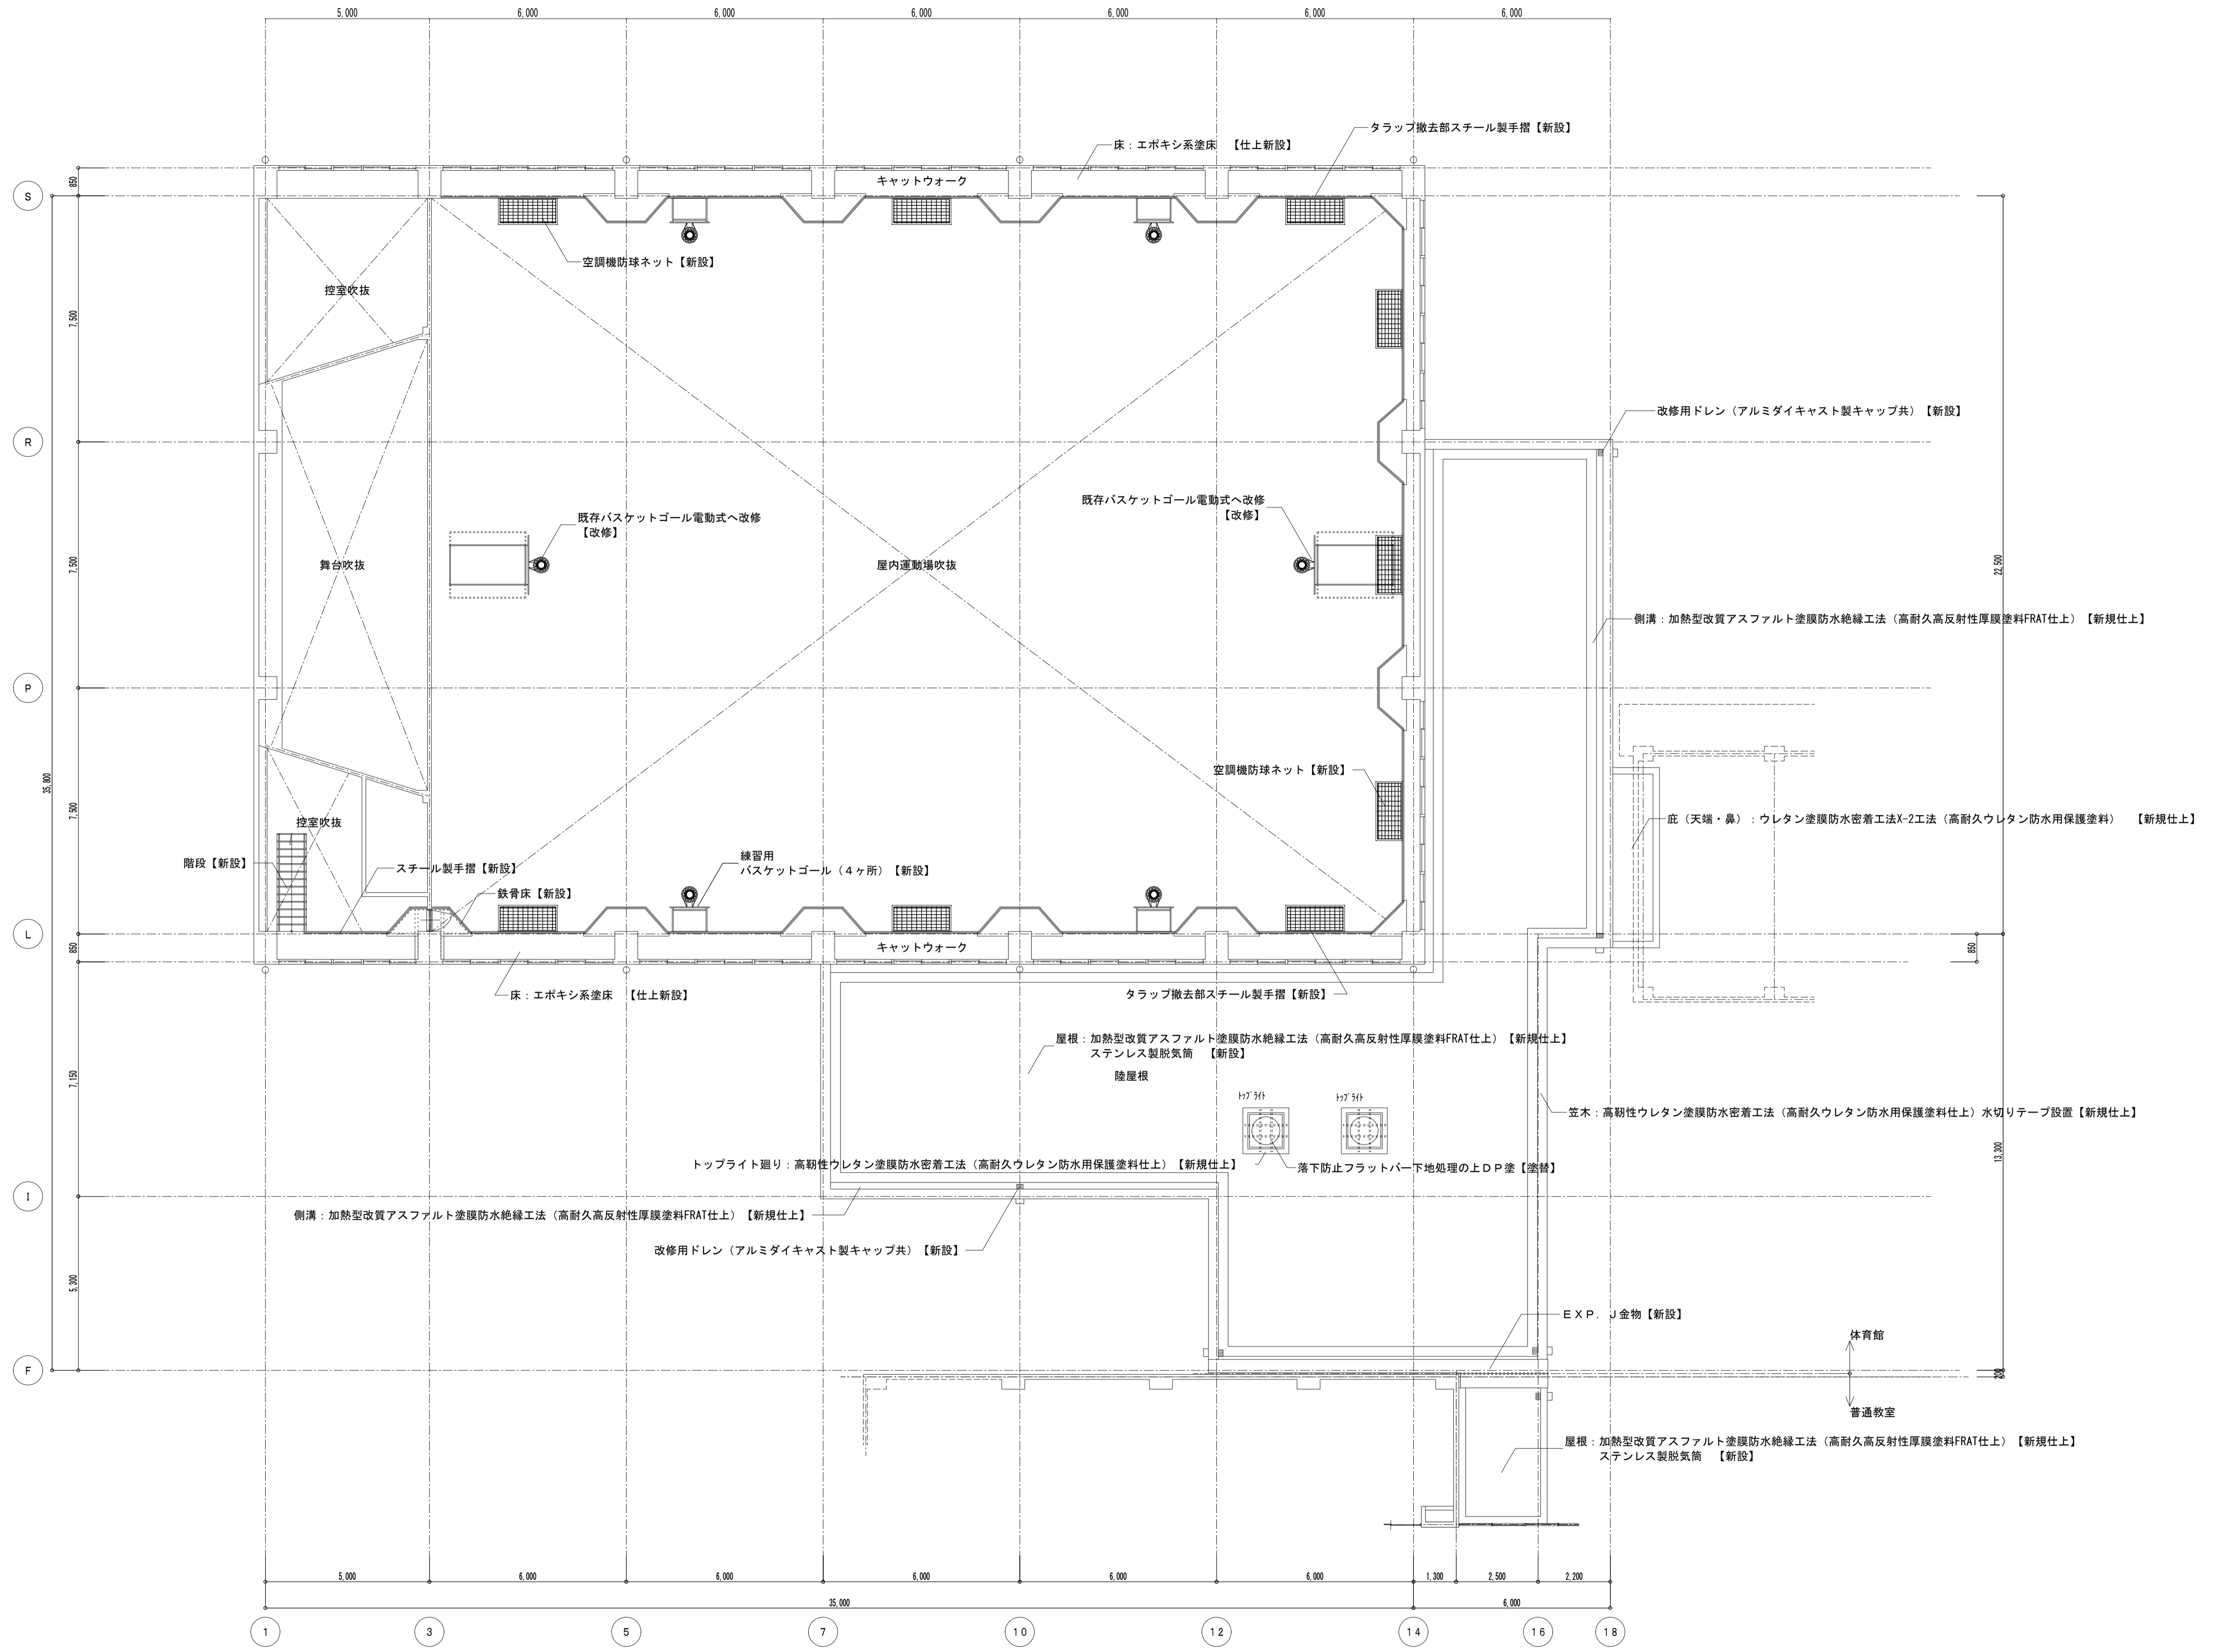 5,000 6,000 6,000 6,000 6,000 6,000 6,000
タラップ撤去部スチール製手摺【新設】
床：エポキシ系塗床　【仕上新設】
850
キャットウォーク
S
空調機防球ネット【新設】
控室吹抜
7,500
改修用ドレン（アルミダイキャスト製キャップ共）【新設】
R
既存バスケットゴール電動式へ改修
【改修】
既存バスケットゴール電動式へ改修
【改修】
舞台吹抜
屋内運動場吹抜
7,500
22,500
側溝：加熱型改質アスファルト塗膜防水絶縁工法（高耐久高反射性厚膜塗料FRAT仕上）【新規仕上】
P
空調機防球ネット【新設】
35,800
7,500
控室吹抜
庇（天端・鼻）：ウレタン塗膜防水密着工法X-2工法（高耐久ウレタン防水用保護塗料）　【新規仕上】
階段【新設】
スチール製手摺【新設】
練習用
バスケットゴール（４ヶ所）【新設】
鉄骨床【新設】
L
850
キャットウォーク
850
床：エポキシ系塗床　【仕上新設】
タラップ撤去部スチール製手摺【新設】
屋根：加熱型改質アスファルト塗膜防水絶縁工法（高耐久高反射性厚膜塗料FRAT仕上）【新規仕上】
ステンレス製脱気筒　【新設】
陸屋根
7,150
ﾄｯﾌﾟﾗｲﾄ
ﾄｯﾌﾟﾗｲﾄ
笠木：高靭性ウレタン塗膜防水密着工法（高耐久ウレタン防水用保護塗料仕上）水切りテープ設置【新規仕上】
13,300
トップライト廻り：高靭性ウレタン塗膜防水密着工法（高耐久ウレタン防水用保護塗料仕上）【新規仕上】
落下防止フラットバー下地処理の上ＤＰ塗【塗替】
I
側溝：加熱型改質アスファルト塗膜防水絶縁工法（高耐久高反射性厚膜塗料FRAT仕上）【新規仕上】
改修用ドレン（アルミダイキャスト製キャップ共）【新設】
5,300
ＥＸＰ．Ｊ金物【新設】
体育館
F
200
普通教室
屋根：加熱型改質アスファルト塗膜防水絶縁工法（高耐久高反射性厚膜塗料FRAT仕上）【新規仕上】
ステンレス製脱気筒　【新設】
5,000 6,000 6,000 6,000 6,000 6,000 1,300 2,500 2,200
35,000 6,000
1 3 5 7 10 12 14 16 18